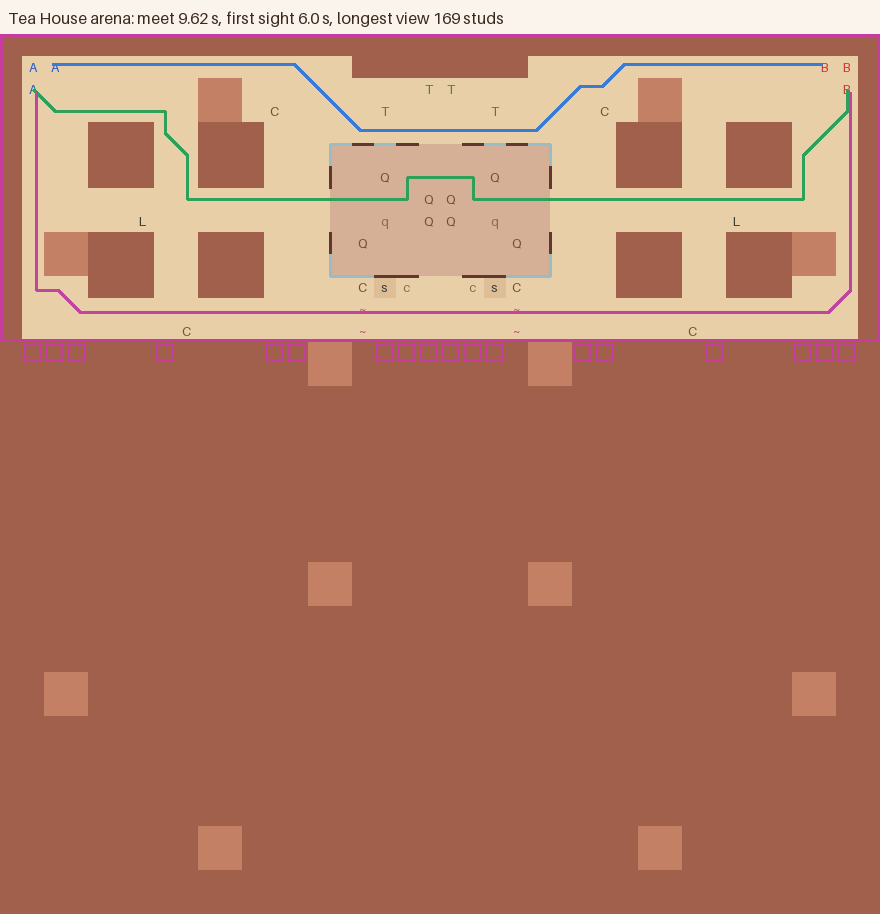 Tea House arena: meet 9.62 s, first sight 6.0 s, longest view 169 studs
A A B B
A T T B
C T T C
Q Q
Q Q
L q Q Q q L
Q Q
C s c c s C
~ ~
C ~ ~ C